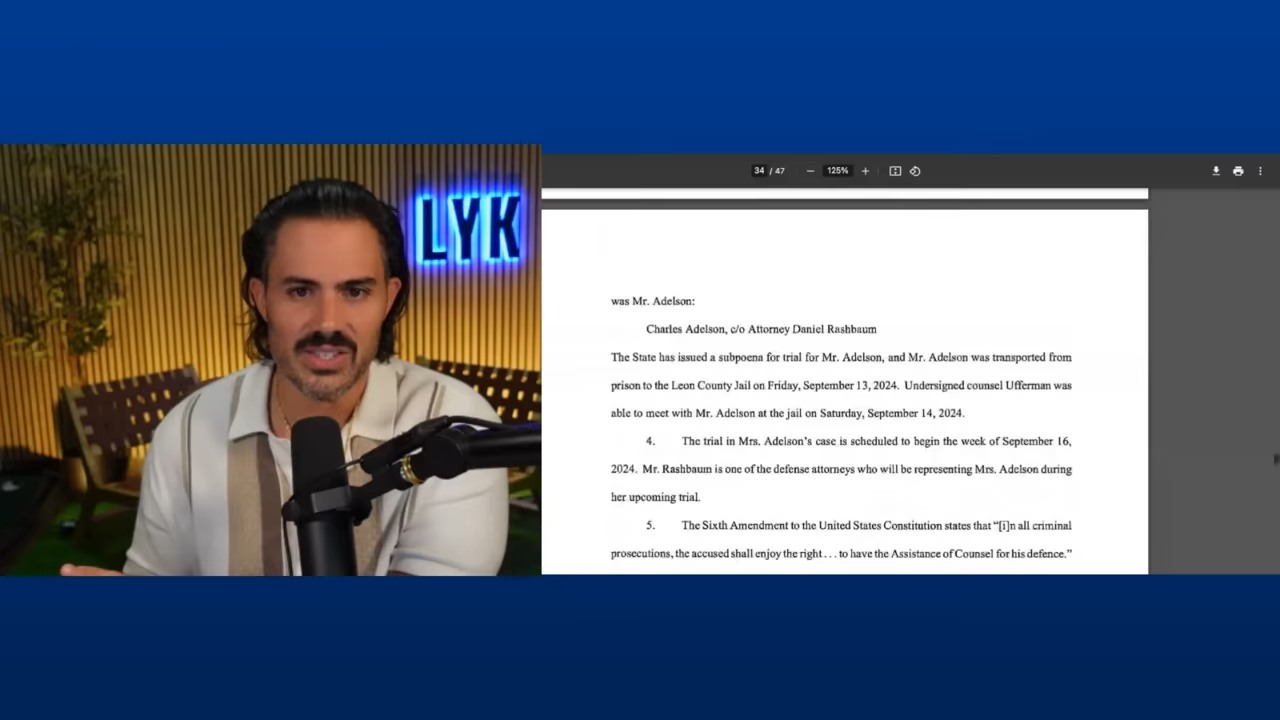 LYK
34 / 47
125%
was Mr. Adelson:
Charles Adelson, c/o Attorney Daniel Rashbaum
The State has issued a subpoena for trial for Mr. Adelson, and Mr. Adelson was transported from
prison to the Leon County Jail on Friday, September 13, 2024. Undersigned counsel Ufferman was
able to meet with Mr. Adelson at the jail on Saturday, September 14, 2024.
4. The trial in Mrs. Adelson's case is scheduled to begin the week of September 16,
2024. Mr. Rashbaum is one of the defense attorneys who will be representing Mrs. Adelson during
her upcoming trial.
5. The Sixth Amendment to the United States Constitution states that "[i]n all criminal
prosecutions, the accused shall enjoy the right . . . to have the Assistance of Counsel for his defence."